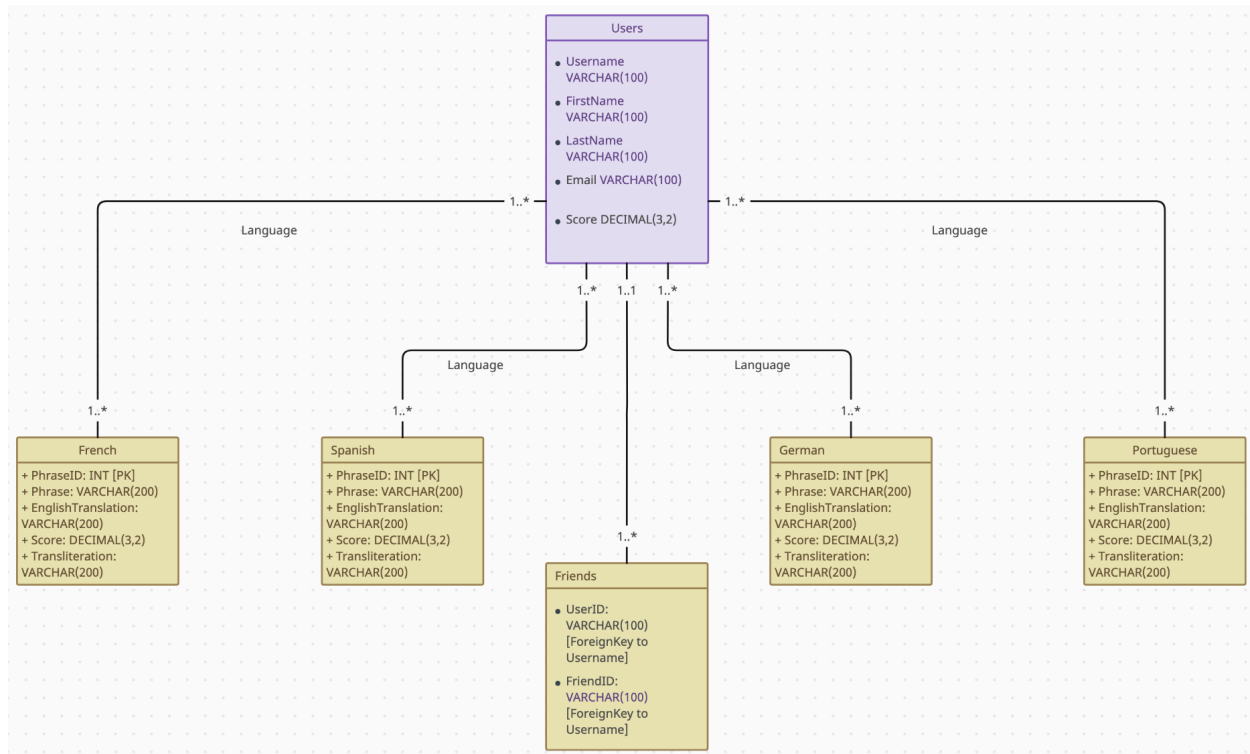 Users
Username
VARCHAR(100)
FirstName
VARCHAR(100)
LastName
VARCHAR(100)
Email VARCHAR(100)
Score DECIMAL(3,2)
1..*
1..*
Language
Language
1..*
1..1
1..*
Language
Language
1..*
1..*
1..*
1..*
French
+ PhraseID: INT [PK]
+ Phrase: VARCHAR(200)
+ EnglishTranslation:
VARCHAR(200)
+ Score: DECIMAL(3,2)
+ Transliteration:
VARCHAR(200)
Spanish
+ PhraseID: INT [PK]
+ Phrase: VARCHAR(200)
+ EnglishTranslation:
VARCHAR(200)
+ Score: DECIMAL(3,2)
+ Transliteration:
VARCHAR(200)
German
+ PhraseID: INT [PK]
+ Phrase: VARCHAR(200)
+ EnglishTranslation:
VARCHAR(200)
+ Score: DECIMAL(3,2)
+ Transliteration:
VARCHAR(200)
Portuguese
+ PhraseID: INT [PK]
+ Phrase: VARCHAR(200)
+ EnglishTranslation:
VARCHAR(200)
+ Score: DECIMAL(3,2)
+ Transliteration:
VARCHAR(200)
1..*
Friends
UserID:
VARCHAR(100)
[ForeignKey to
Username]
FriendID:
VARCHAR(100)
[ForeignKey to
Username]